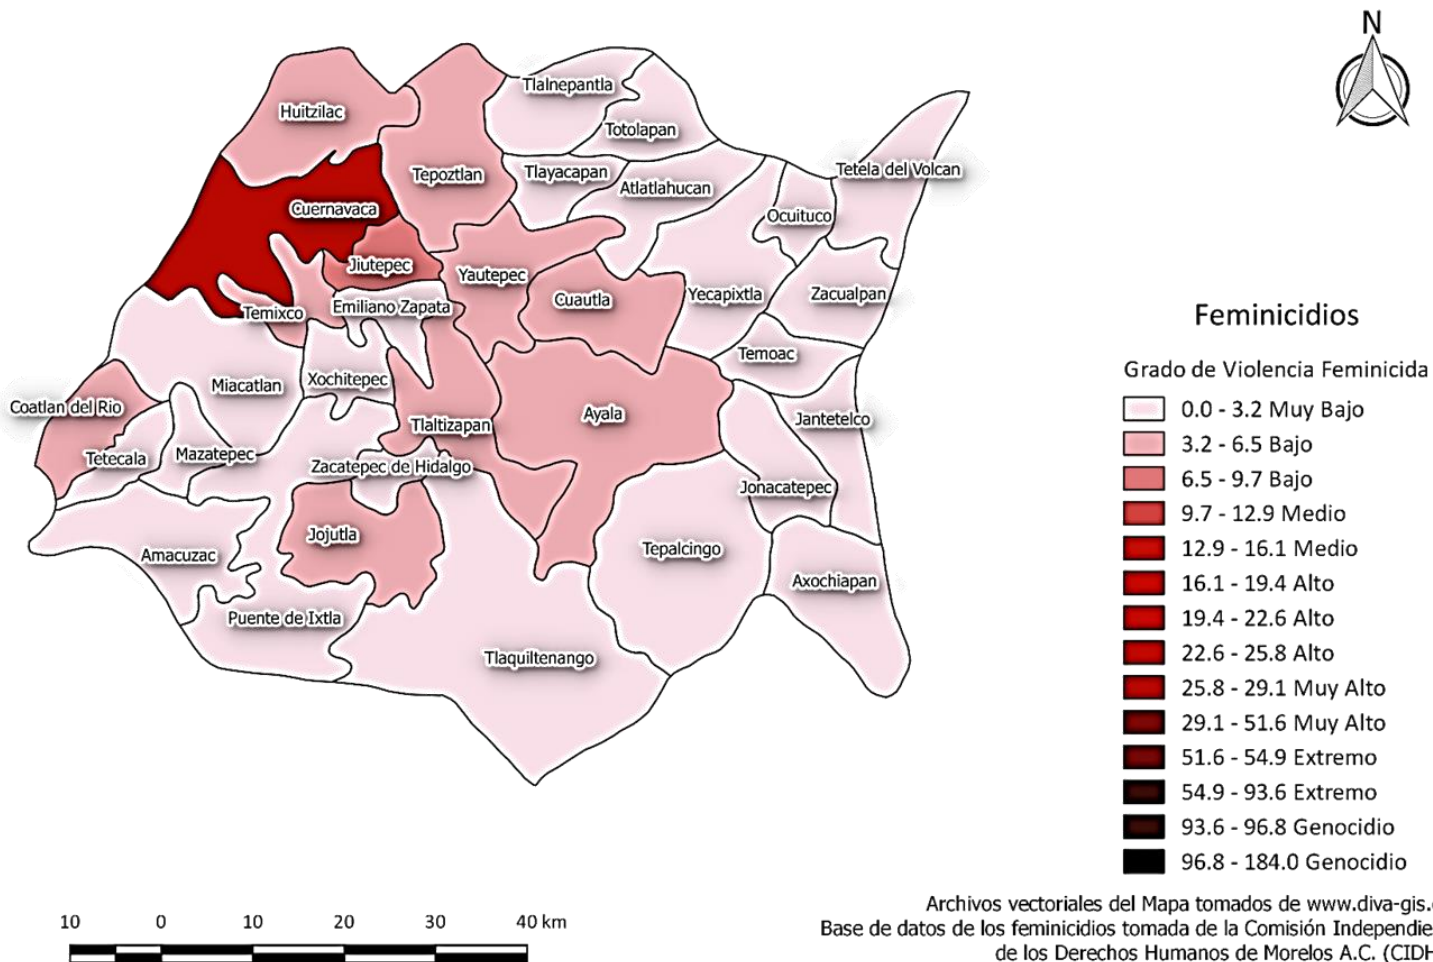 N
Tlalnepantla
Huitzilac
Totolapan
Tepoztlan
Tlayacapan
Atlatlahucan
Tetela del Volcan
Cuernavaca
Ocuituco
Jiutepec
Yautepec
Cuautla
Yecapixtla
Zacualpan
Temixco
Emiliano Zapata
Temoac
Miacatlan
Xochitepec
Coatlan del Rio
Tlaltizapan
Ayala
Jantetelco
Tetecala
Mazatepec
Zacatepec de Hidalgo
Jonacatepec
Jojutla
Amacuzac
Tepalcingo
Axochiapan
Puente de Ixtla
Tlaquiltenango
Feminicidios
Grado de Violencia Feminicida
0.0 - 3.2 Muy Bajo
3.2 - 6.5 Bajo
6.5 - 9.7 Bajo
9.7 - 12.9 Medio
12.9 - 16.1 Medio
16.1 - 19.4 Alto
19.4 - 22.6 Alto
22.6 - 25.8 Alto
25.8 - 29.1 Muy Alto
29.1 - 51.6 Muy Alto
51.6 - 54.9 Extremo
54.9 - 93.6 Extremo
93.6 - 96.8 Genocidio
96.8 - 184.0 Genocidio
10 0 10 20 30 40 km
Archivos vectoriales del Mapa tomados de www.diva-gis.
Base de datos de los feminicidios tomada de la Comisión Independie
de los Derechos Humanos de Morelos A.C. (CIDH